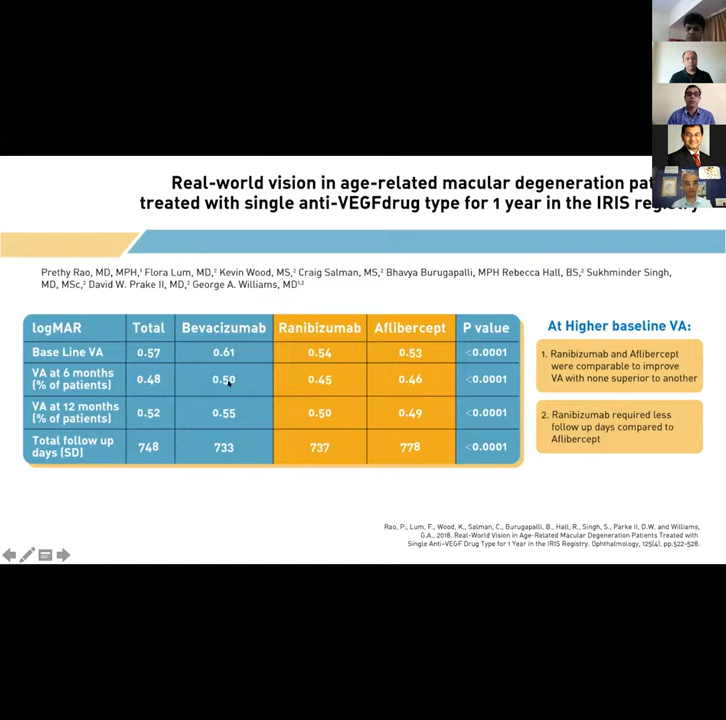 Real-world vision in age-related macular degeneration
treated with single anti-VEGFdrug type for 1 year in the IRIS
Prethy Rao, MD, MPH,¹ Flora Lum, MD,² Kevin Wood, MS,² Craig Salman, MS,² Bhavya Burugapalli, MPH Rebecca Hall, BS,² Sukhminder Singh,
MD, MSc,² David W. Prake II, MD,² George A. Williams, MD¹,²
logMAR Total Bevacizumab Ranibizumab Aflibercept P value
Base Line VA 0.57 0.61 0.54 0.53 <0.0001
VA at 6 months
(% of patients) 0.48 0.50 0.45 0.46 <0.0001
VA at 12 months
(% of patients) 0.52 0.55 0.50 0.49 <0.0001
Total follow up
days (SD) 748 733 737 778 <0.0001
At Higher baseline VA:
1. Ranibizumab and Aflibercept
were comparable to improve
VA with none superior to another
2. Ranibizumab required less
follow up days compared to
Aflibercept
Rao, P., Lum, F., Wood, K., Salman, C., Burugapalli, B., Hall, R., Singh, S., Parke II, D.W. and Williams,
G.A., 2018. Real-World Vision in Age-Related Macular Degeneration Patients Treated with
Single Anti–VEGF Drug Type for 1 Year in the IRIS Registry. Ophthalmology, 125(4), pp.522-528.